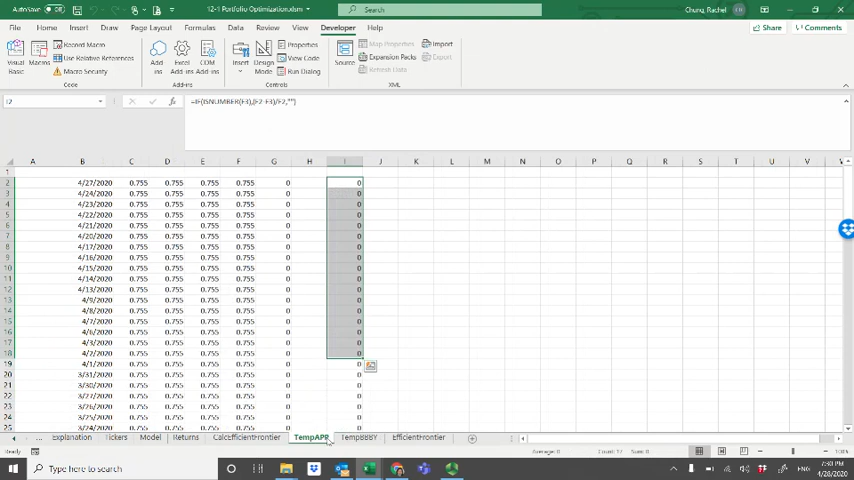 AutoSave Off 12-1 Portfolio Optimization.xlsm Search Chung, Rachel
File Home Insert Draw Page Layout Formulas Data Review View Developer Help Share Comments
Visual Basic Macros Record Macro Use Relative References Macro Security Add-ins Excel Add-ins COM Add-ins Insert Design Mode Properties View Code Run Dialog Source Map Properties Expansion Packs Refresh Data Import Export
Code Add-ins Controls XML
I2 fx =IF(ISNUMBER(F3),(F2-F3)/F2,"")
A B C D E F G H I J K L M N O P Q R S T U V
1
2 4/27/2020 0.755 0.755 0.755 0.755 0 0
3 4/24/2020 0.755 0.755 0.755 0.755 0 0
4 4/23/2020 0.755 0.755 0.755 0.755 0 0
5 4/22/2020 0.755 0.755 0.755 0.755 0 0
6 4/21/2020 0.755 0.755 0.755 0.755 0 0
7 4/20/2020 0.755 0.755 0.755 0.755 0 0
8 4/17/2020 0.755 0.755 0.755 0.755 0 0
9 4/16/2020 0.755 0.755 0.755 0.755 0 0
10 4/15/2020 0.755 0.755 0.755 0.755 0 0
11 4/14/2020 0.755 0.755 0.755 0.755 0 0
12 4/13/2020 0.755 0.755 0.755 0.755 0 0
13 4/9/2020 0.755 0.755 0.755 0.755 0 0
14 4/8/2020 0.755 0.755 0.755 0.755 0 0
15 4/7/2020 0.755 0.755 0.755 0.755 0 0
16 4/6/2020 0.755 0.755 0.755 0.755 0 0
17 4/3/2020 0.755 0.755 0.755 0.755 0 0
18 4/2/2020 0.755 0.755 0.755 0.755 0 0
19 4/1/2020 0.755 0.755 0.755 0.755 0 0
20 3/31/2020 0.755 0.755 0.755 0.755 0 0
21 3/30/2020 0.755 0.755 0.755 0.755 0 0
22 3/27/2020 0.755 0.755 0.755 0.755 0 0
23 3/26/2020 0.755 0.755 0.755 0.755 0 0
24 3/25/2020 0.755 0.755 0.755 0.755 0 0
25 3/24/2020 0.755 0.755 0.755 0.755 0 0
... Explanation Tickers Model Returns CalcEfficientFrontier TempAPP TempBBBY EfficientFrontier
Ready Average: 0 Count: 17 Sum: 0 100%
Type here to search 7:30 PM
4/28/2020